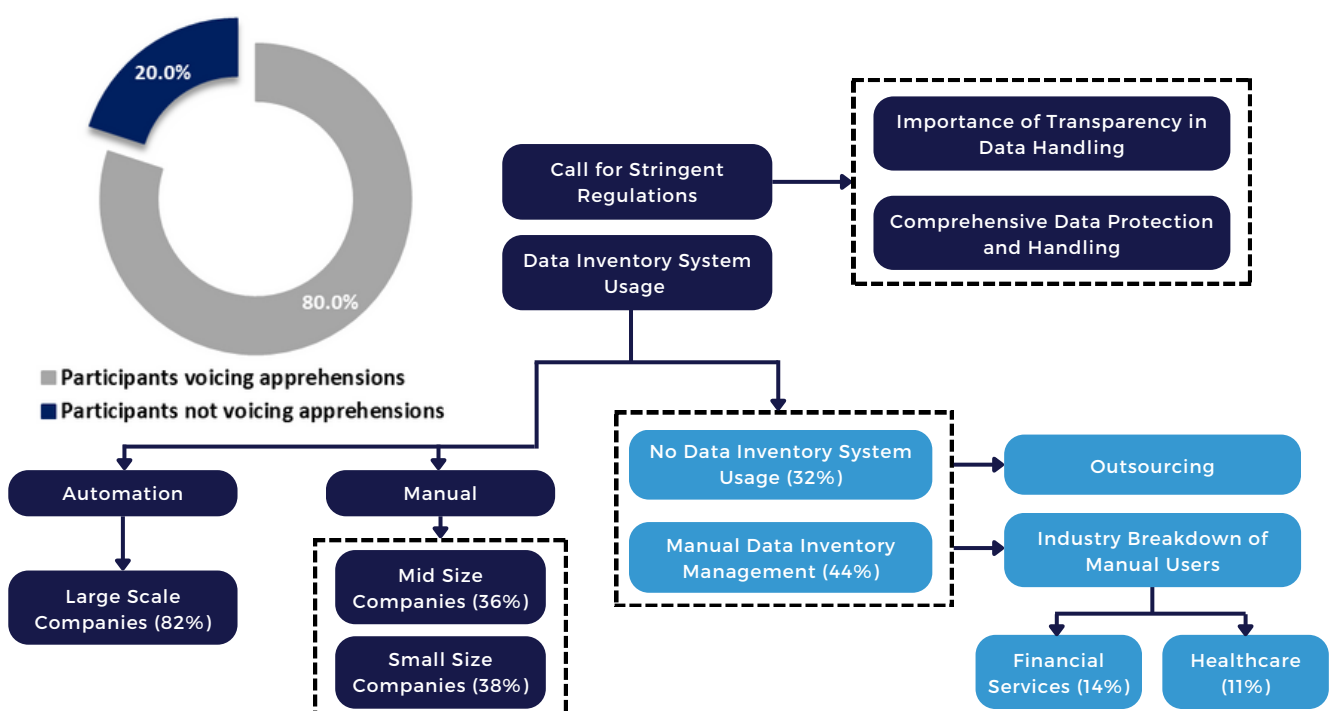 20.0%
80.0%
Participants voicing apprehensions
Participants not voicing apprehensions
Call for Stringent
Regulations
Importance of Transparency in
Data Handling
Comprehensive Data Protection
and Handling
Data Inventory System
Usage
Automation
Large Scale
Companies (82%)
Manual
Mid Size
Companies (36%)
Small Size
Companies (38%)
No Data Inventory System
Usage (32%)
Manual Data Inventory
Management (44%)
Outsourcing
Industry Breakdown of
Manual Users
Financial
Services (14%)
Healthcare
(11%)